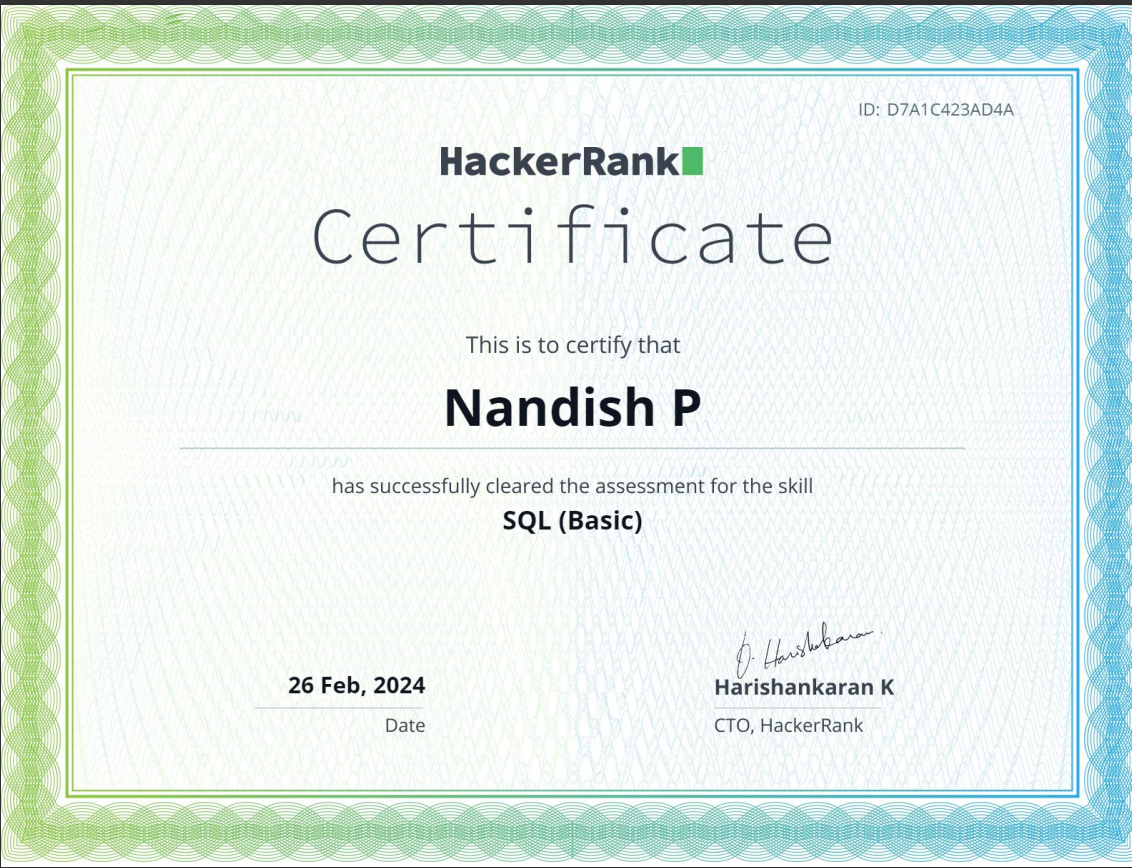 ID: D7A1C423AD4A
HackerRank
Certificate
This is to certify that
Nandish P
has successfully cleared the assessment for the skill
SQL (Basic)
26 Feb, 2024
Date
Harishankaran K
CTO, HackerRank